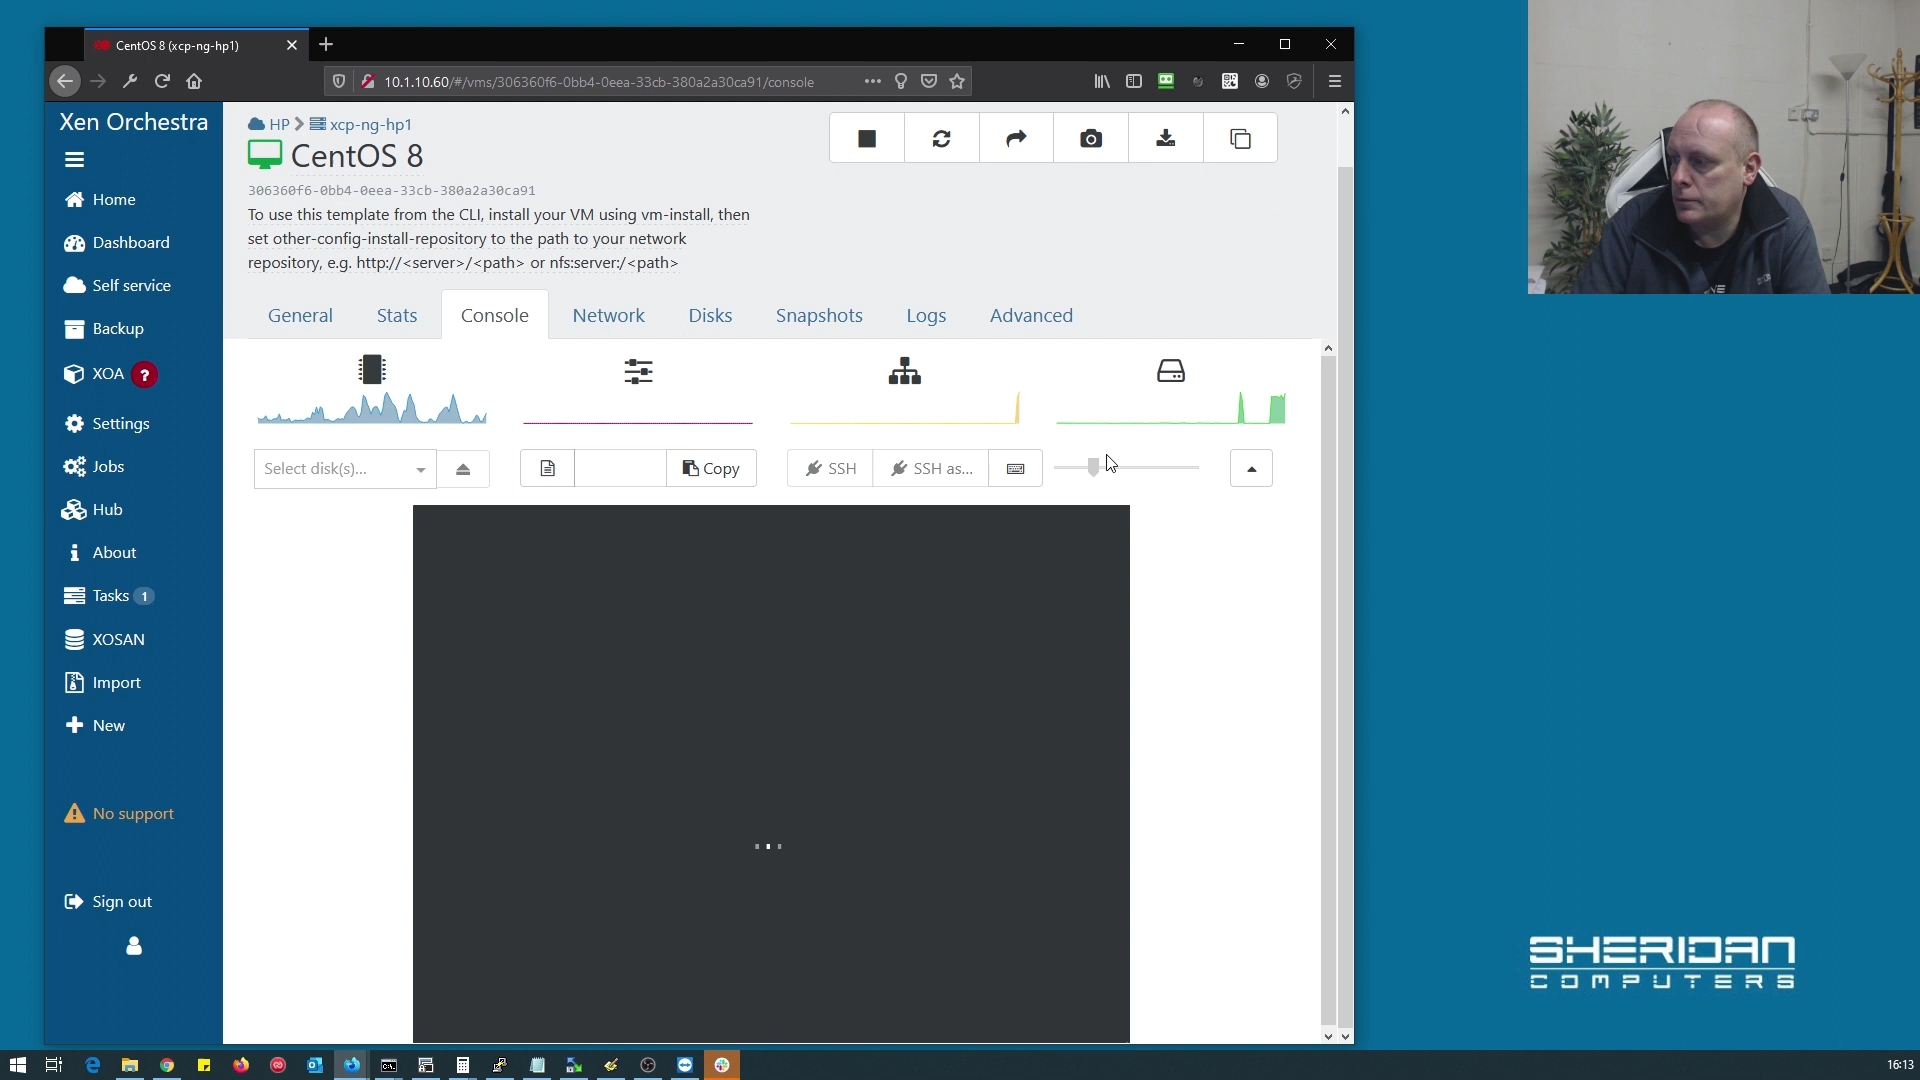 CentOS 8 (xcp-ng-hp1)
10.1.10.60/#/vms/306360f6-0bb4-0eea-33cb-380a2a30ca91/console
Xen Orchestra
Home
Dashboard
Self service
Backup
XOA ?
Settings
Jobs
Hub
About
Tasks 1
XOSAN
Import
New
No support
Sign out
HP xcp-ng-hp1
CentOS 8
306360f6-0bb4-0eea-33cb-380a2a30ca91
To use this template from the CLI, install your VM using vm-install, then
set other-config-install-repository to the path to your network
repository, e.g. http://<server>/<path> or nfs:server:/<path>
General Stats Console Network Disks Snapshots Logs Advanced
Select disk(s)... Copy SSH SSH as...
SHERIDAN
COMPUTERS
16:13